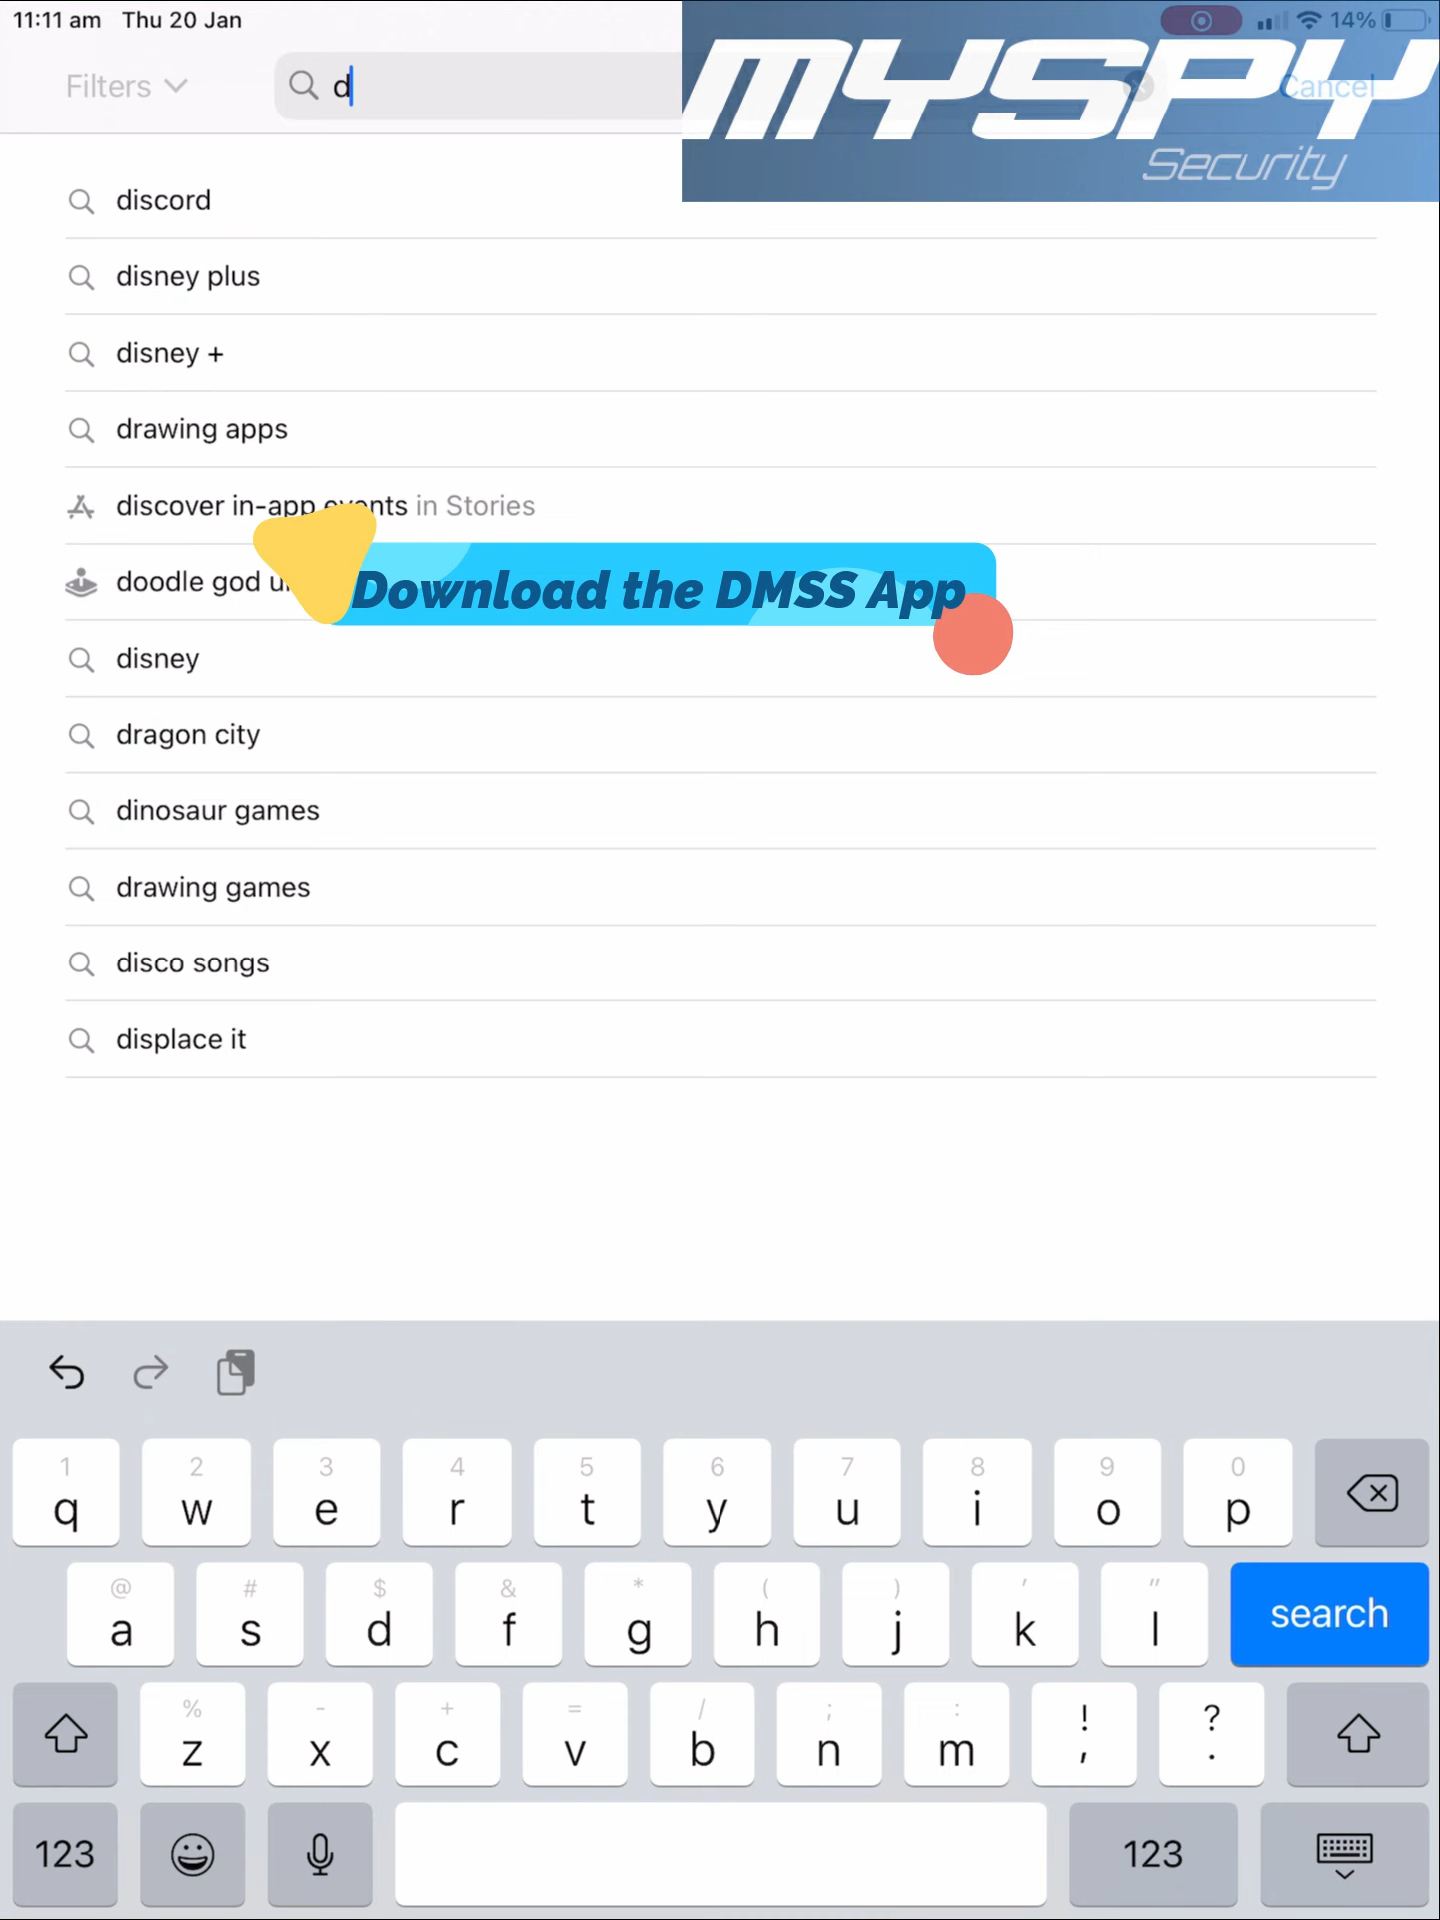 11:11 am Thu 20 Jan 14%
Filters d Cancel
MYSPY
Security
discord
disney plus
disney +
drawing apps
discover in-app events in Stories
doodle god
Download the DMSS App
disney
dragon city
dinosaur games
drawing games
disco songs
displace it
1 2 3 4 5 6 7 8 9 0
q w e r t y u i o p
@ # $ & * ( ) ' "
a s d f g h j k l search
% - + = / ; : ! ?
z x c v b n m , .
123 123